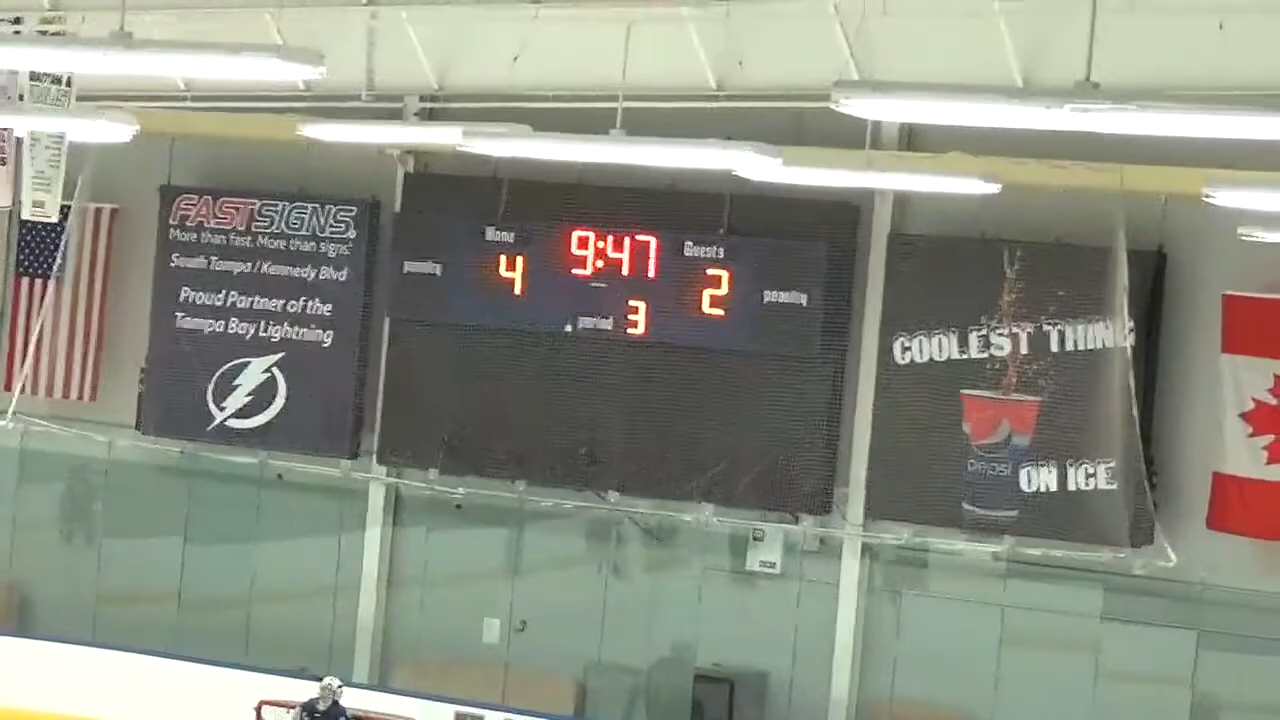 FASTSIGNS.
More than fast. More than signs.
South Tampa / Kennedy Blvd
Proud Partner of the
Tampa Bay Lightning
Home
9:47
Guests
penalty
4
2
penalty
period
3
COOLEST THING
pepsi
ON ICE